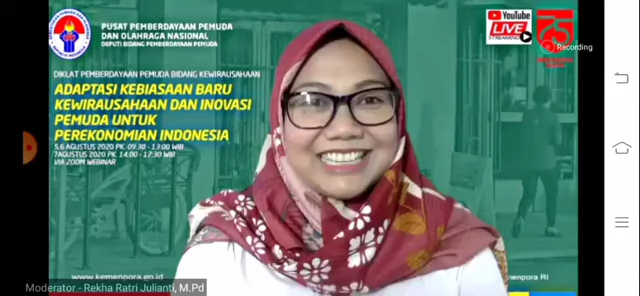 PUSAT PEMBERDAYAAN PEMUDA
DAN OLAHRAGA NASIONAL
DEPUTI BIDANG PEMBERDAYAAN PEMUDA
YouTube
LIVE
STREAMING
75
Recording
DIKLAT PEMBERDAYAAN PEMUDA BIDANG KEWIRAUSAHAAN
ADAPTASI KEBIASAAN BARU
KEWIRAUSAHAAN DAN INOVASI
PEMUDA UNTUK
PEREKONOMIAN INDONESIA
5,6 AGUSTUS 2020 PK. 09.30 - 13.00 WIB
7AGUSTUS 2020 PK. 14.00 - 17.30 WIB
VIA ZOOM WEBINAR
www.kemenpora.go.id
enpora RI
Moderator - Rekha Ratri Julianti, M.Pd